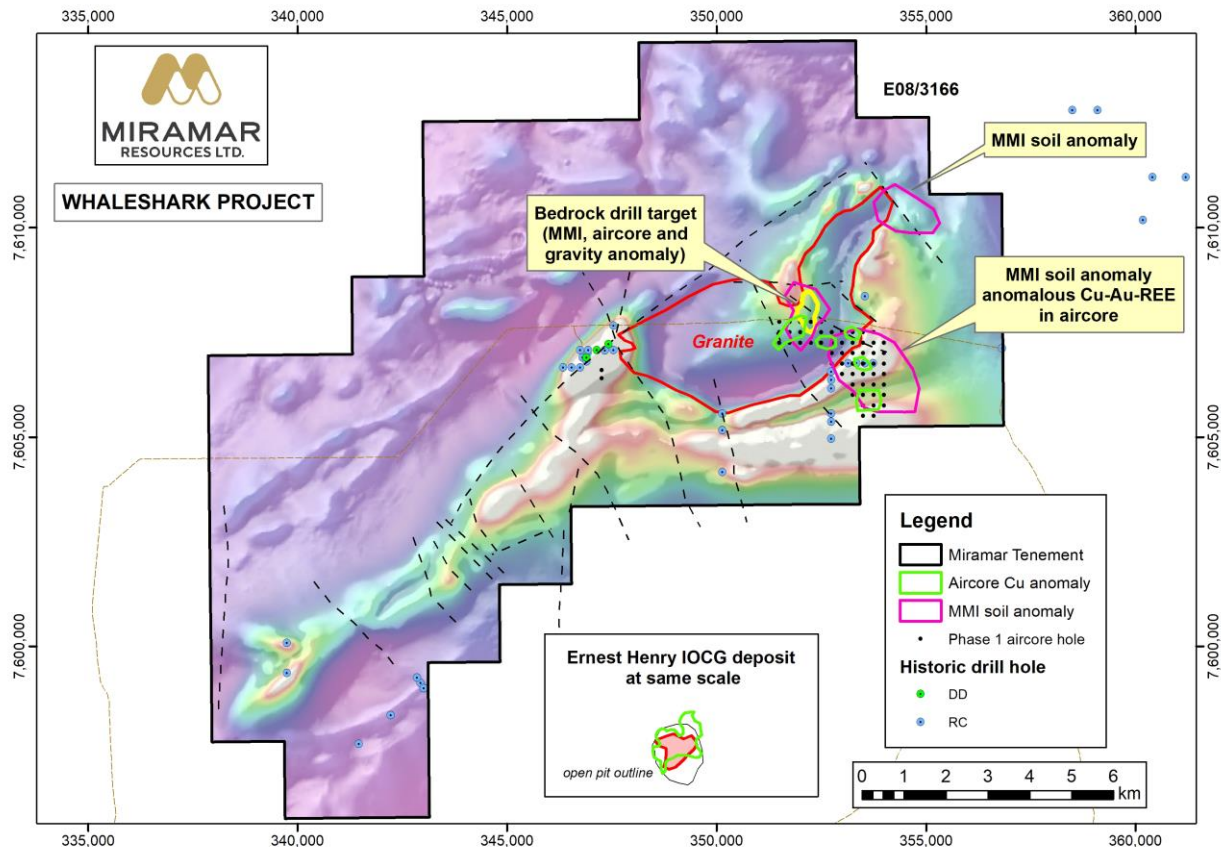 335,000
340,000
345,000
350,000
355,000
360,000
MIRAMAR
RESOURCES LTD.
WHALESHARK PROJECT
E08/3166
MMI soil anomaly
Bedrock drill target
(MMI, aircore and
gravity anomaly)
MMI soil anomaly
anomalous Cu-Au-REE
in aircore
Granite
7,610,000
7,610,000
7,605,000
7,605,000
7,600,000
7,600,000
Ernest Henry IOCG deposit
at same scale
open pit outline
Legend
Miramar Tenement
Aircore Cu anomaly
MMI soil anomaly
Phase 1 aircore hole
Historic drill hole
DD
RC
0 1 2 3 4 5 6
km
335,000
340,000
345,000
350,000
355,000
360,000